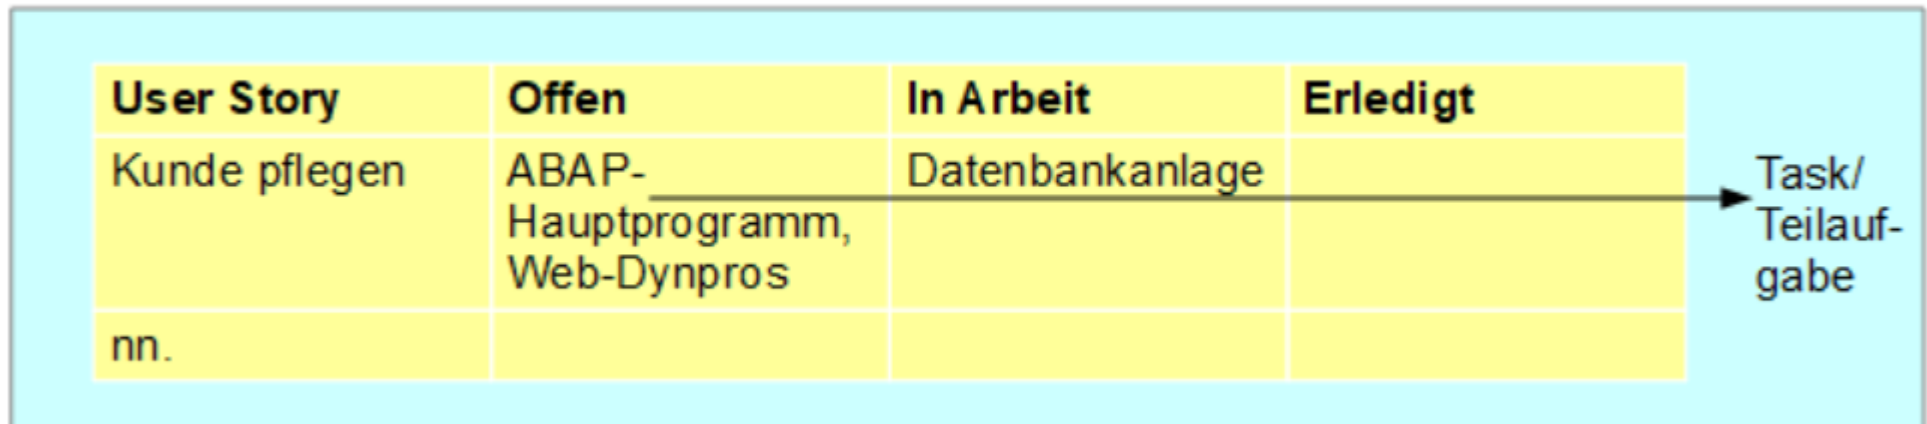 User Story Offen In Arbeit Erledigt
Kunde pflegen ABAP- Datenbankanlage
Hauptprogramm,
Web-Dynpros
nn.
Task/
Teilauf-
gabe